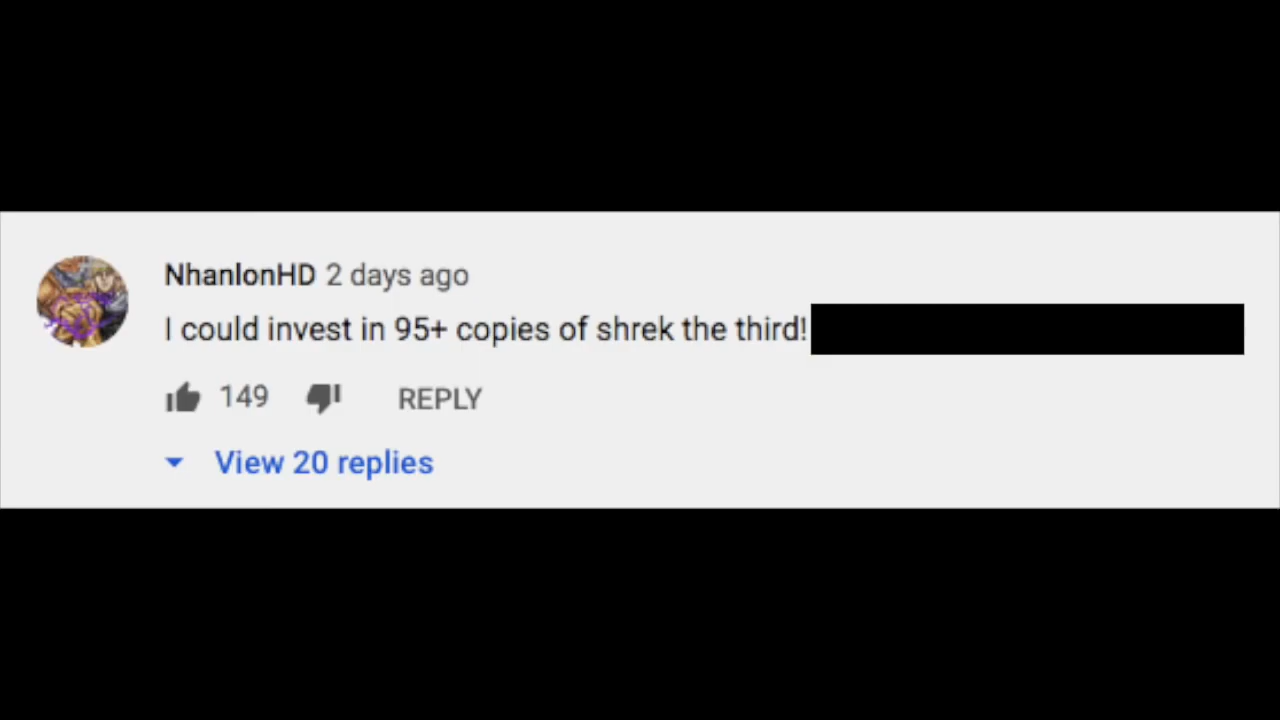 NhanlonHD 2 days ago
I could invest in 95+ copies of shrek the third!
149 REPLY
View 20 replies